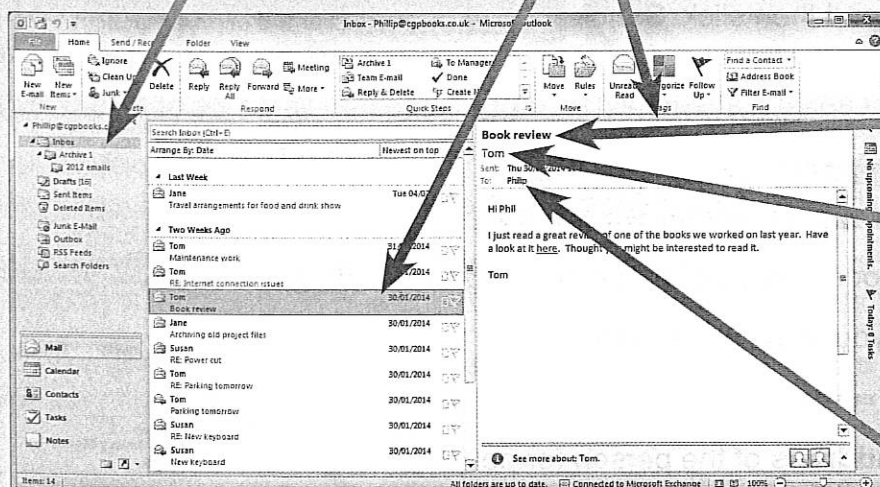 Inbox - Phillip@cgpbooks.co.uk - Microsoft Outlook
File Home Send / Folder View
New E-mail New Items
Ignore
Clean Up
Junk
Delete
Reply Reply All Forward
Meeting
More
Archive 1
Team E-mail
Reply & Delete
To Manager
Done
Create
Move Rules
Unread/ Read
Follow Up
Find a Contact
Address Book
Filter E-mail
New
Respond
Quick Steps
Move
Find
Phillip@cgpbooks.c
Inbox
Archive 1
2012 emails
Drafts [16]
Sent Items
Deleted Items
Junk E-Mail
Outbox
RSS Feeds
Search Folders
Mail
Calendar
Contacts
Tasks
Notes
Items: 14
Search Inbox (Ctrl+E)
Arrange By: Date Newest on top
Last Week
Jane Tue 04/02
Travel arrangements for food and drink show
Two Weeks Ago
Tom 31/ /2014
Maintenance work
Tom /01/2014
RE: Internet connection issues
Tom 30/01/2014
Book review
Jane 30/01/2014
Archiving old project files
Susan 30/01/2014
RE: Power cut
Tom 30/01/2014
RE: Parking tomorrow
Tom 30/01/2014
Parking tomorrow
Susan 30/01/2014
RE: New keyboard
Susan 30/01/2014
New keyboard
Book review
Tom
Sent: Thu 30/ /2014
To: Philip
Hi Phil
I just read a great review of one of the books we worked on last year. Have
a look at it here. Thought you might be interested to read it.
Tom
See more about: Tom.
No upcoming appointments.
Today: 0 Tasks
All folders are up to date. Connected to Microsoft Exchange 100%